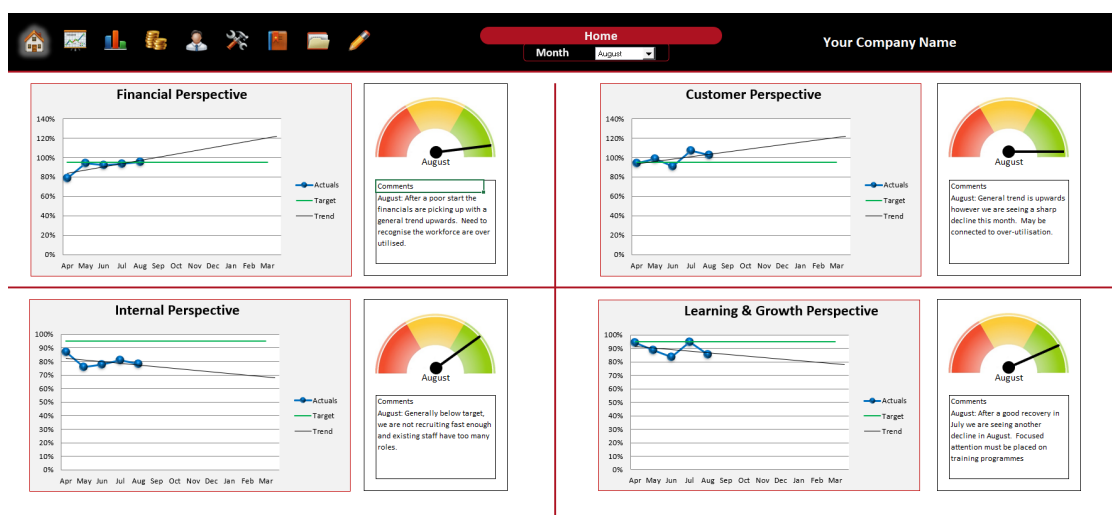 Home
Month
August
Your Company Name
Financial Perspective
140%
120%
100%
80%
60%
40%
20%
0%
Apr May Jun Jul Aug Sep Oct Nov Dec Jan Feb Mar
Actuals
Target
Trend
August
Comments
August: After a poor start the
financials are picking up with a
general trend upwards. Need to
recognise the workforce are over
utilised.
Customer Perspective
140%
120%
100%
80%
60%
40%
20%
0%
Apr May Jun Jul Aug Sep Oct Nov Dec Jan Feb Mar
Actuals
Target
Trend
August
Comments
August: General trend is upwards
however we are seeing a sharp
decline this month. May be
connected to over-utilisation.
Internal Perspective
100%
90%
80%
70%
60%
50%
40%
30%
20%
10%
0%
Apr May Jun Jul Aug Sep Oct Nov Dec Jan Feb Mar
Actuals
Target
Trend
August
Comments
August: Generally below target,
we are not recruiting fast enough
and existing staff have too many
roles.
Learning & Growth Perspective
100%
90%
80%
70%
60%
50%
40%
30%
20%
10%
0%
Apr May Jun Jul Aug Sep Oct Nov Dec Jan Feb Mar
Actuals
Target
Trend
August
Comments
August: After a good recovery in
July we are seeing another
decline in August. Focused
attention must be placed on
training programmes